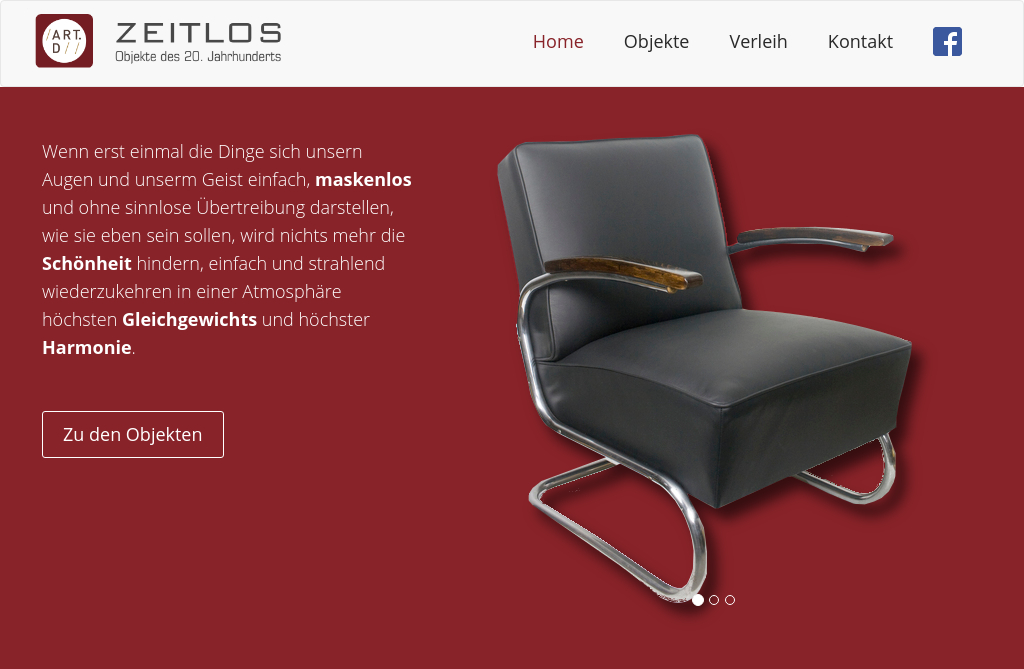 ART.
D
ZEITLOS
Objekte des 20. Jahrhunderts
Home Objekte Verleih Kontakt
f
Wenn erst einmal die Dinge sich unsern
Augen und unserm Geist einfach, maskenlos
und ohne sinnlose Übertreibung darstellen,
wie sie eben sein sollen, wird nichts mehr die
Schönheit hindern, einfach und strahlend
wiederzukehren in einer Atmosphäre
höchsten Gleichgewichts und höchster
Harmonie.
Zu den Objekten